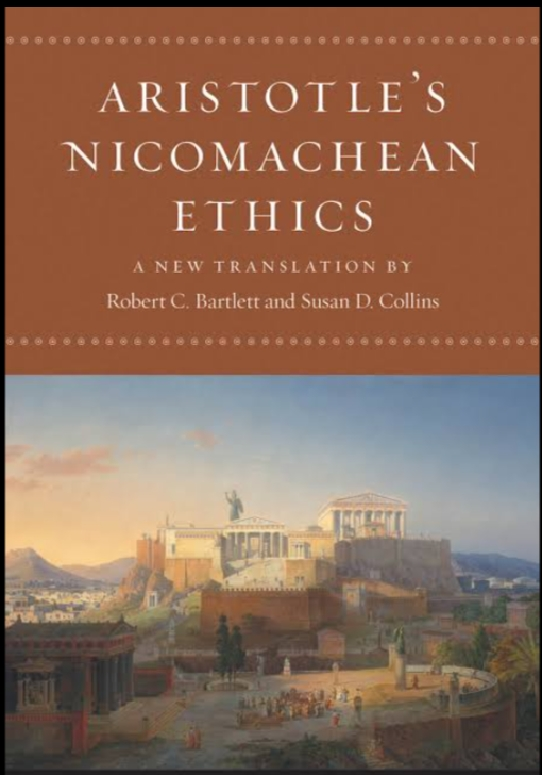 ARISTOTLE'S
NICOMACHEAN
ETHICS
A NEW TRANSLATION BY
Robert C. Bartlett and Susan D. Collins